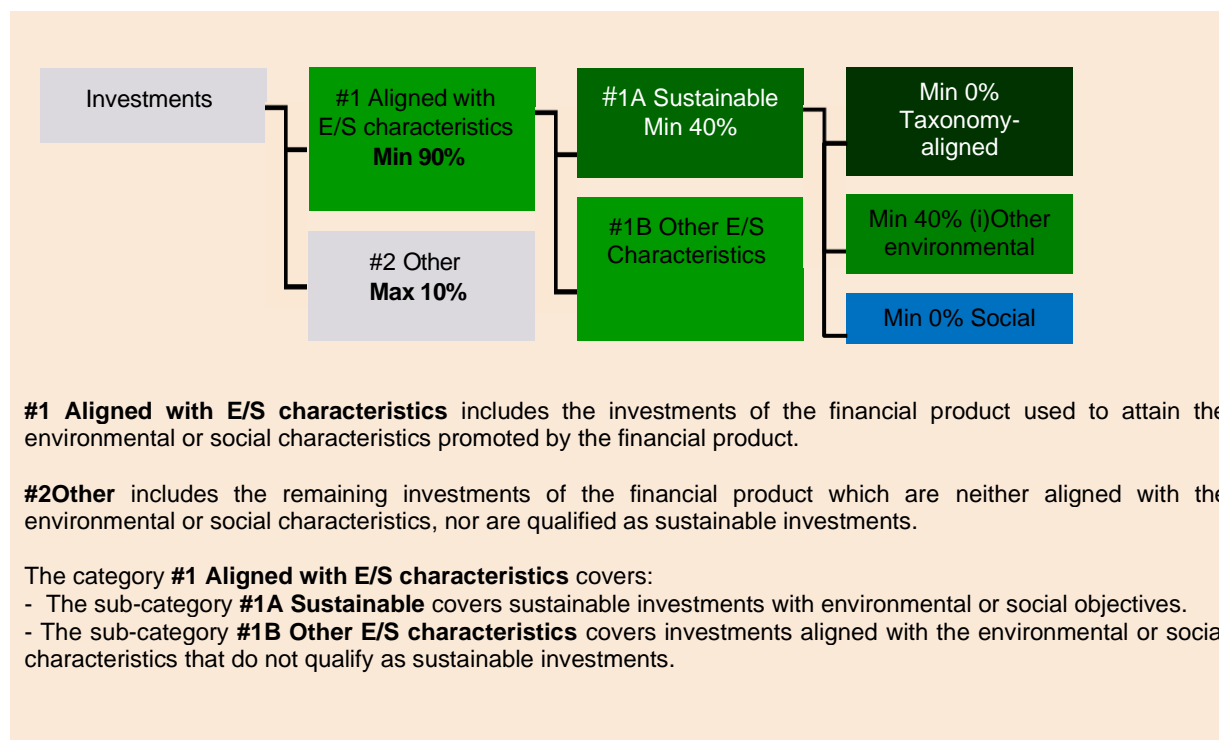 Investments
#1 Aligned with
E/S characteristics
Min 90%
#2 Other
Max 10%
#1A Sustainable
Min 40%
#1B Other E/S
Characteristics
Min 0%
Taxonomy-
aligned
Min 40% (i)Other
environmental
Min 0% Social
#1 Aligned with E/S characteristics includes the investments of the financial product used to attain the
environmental or social characteristics promoted by the financial product.
#2Other includes the remaining investments of the financial product which are neither aligned with the
environmental or social characteristics, nor are qualified as sustainable investments.
The category #1 Aligned with E/S characteristics covers:
- The sub-category #1A Sustainable covers sustainable investments with environmental or social objectives.
- The sub-category #1B Other E/S characteristics covers investments aligned with the environmental or social
characteristics that do not qualify as sustainable investments.